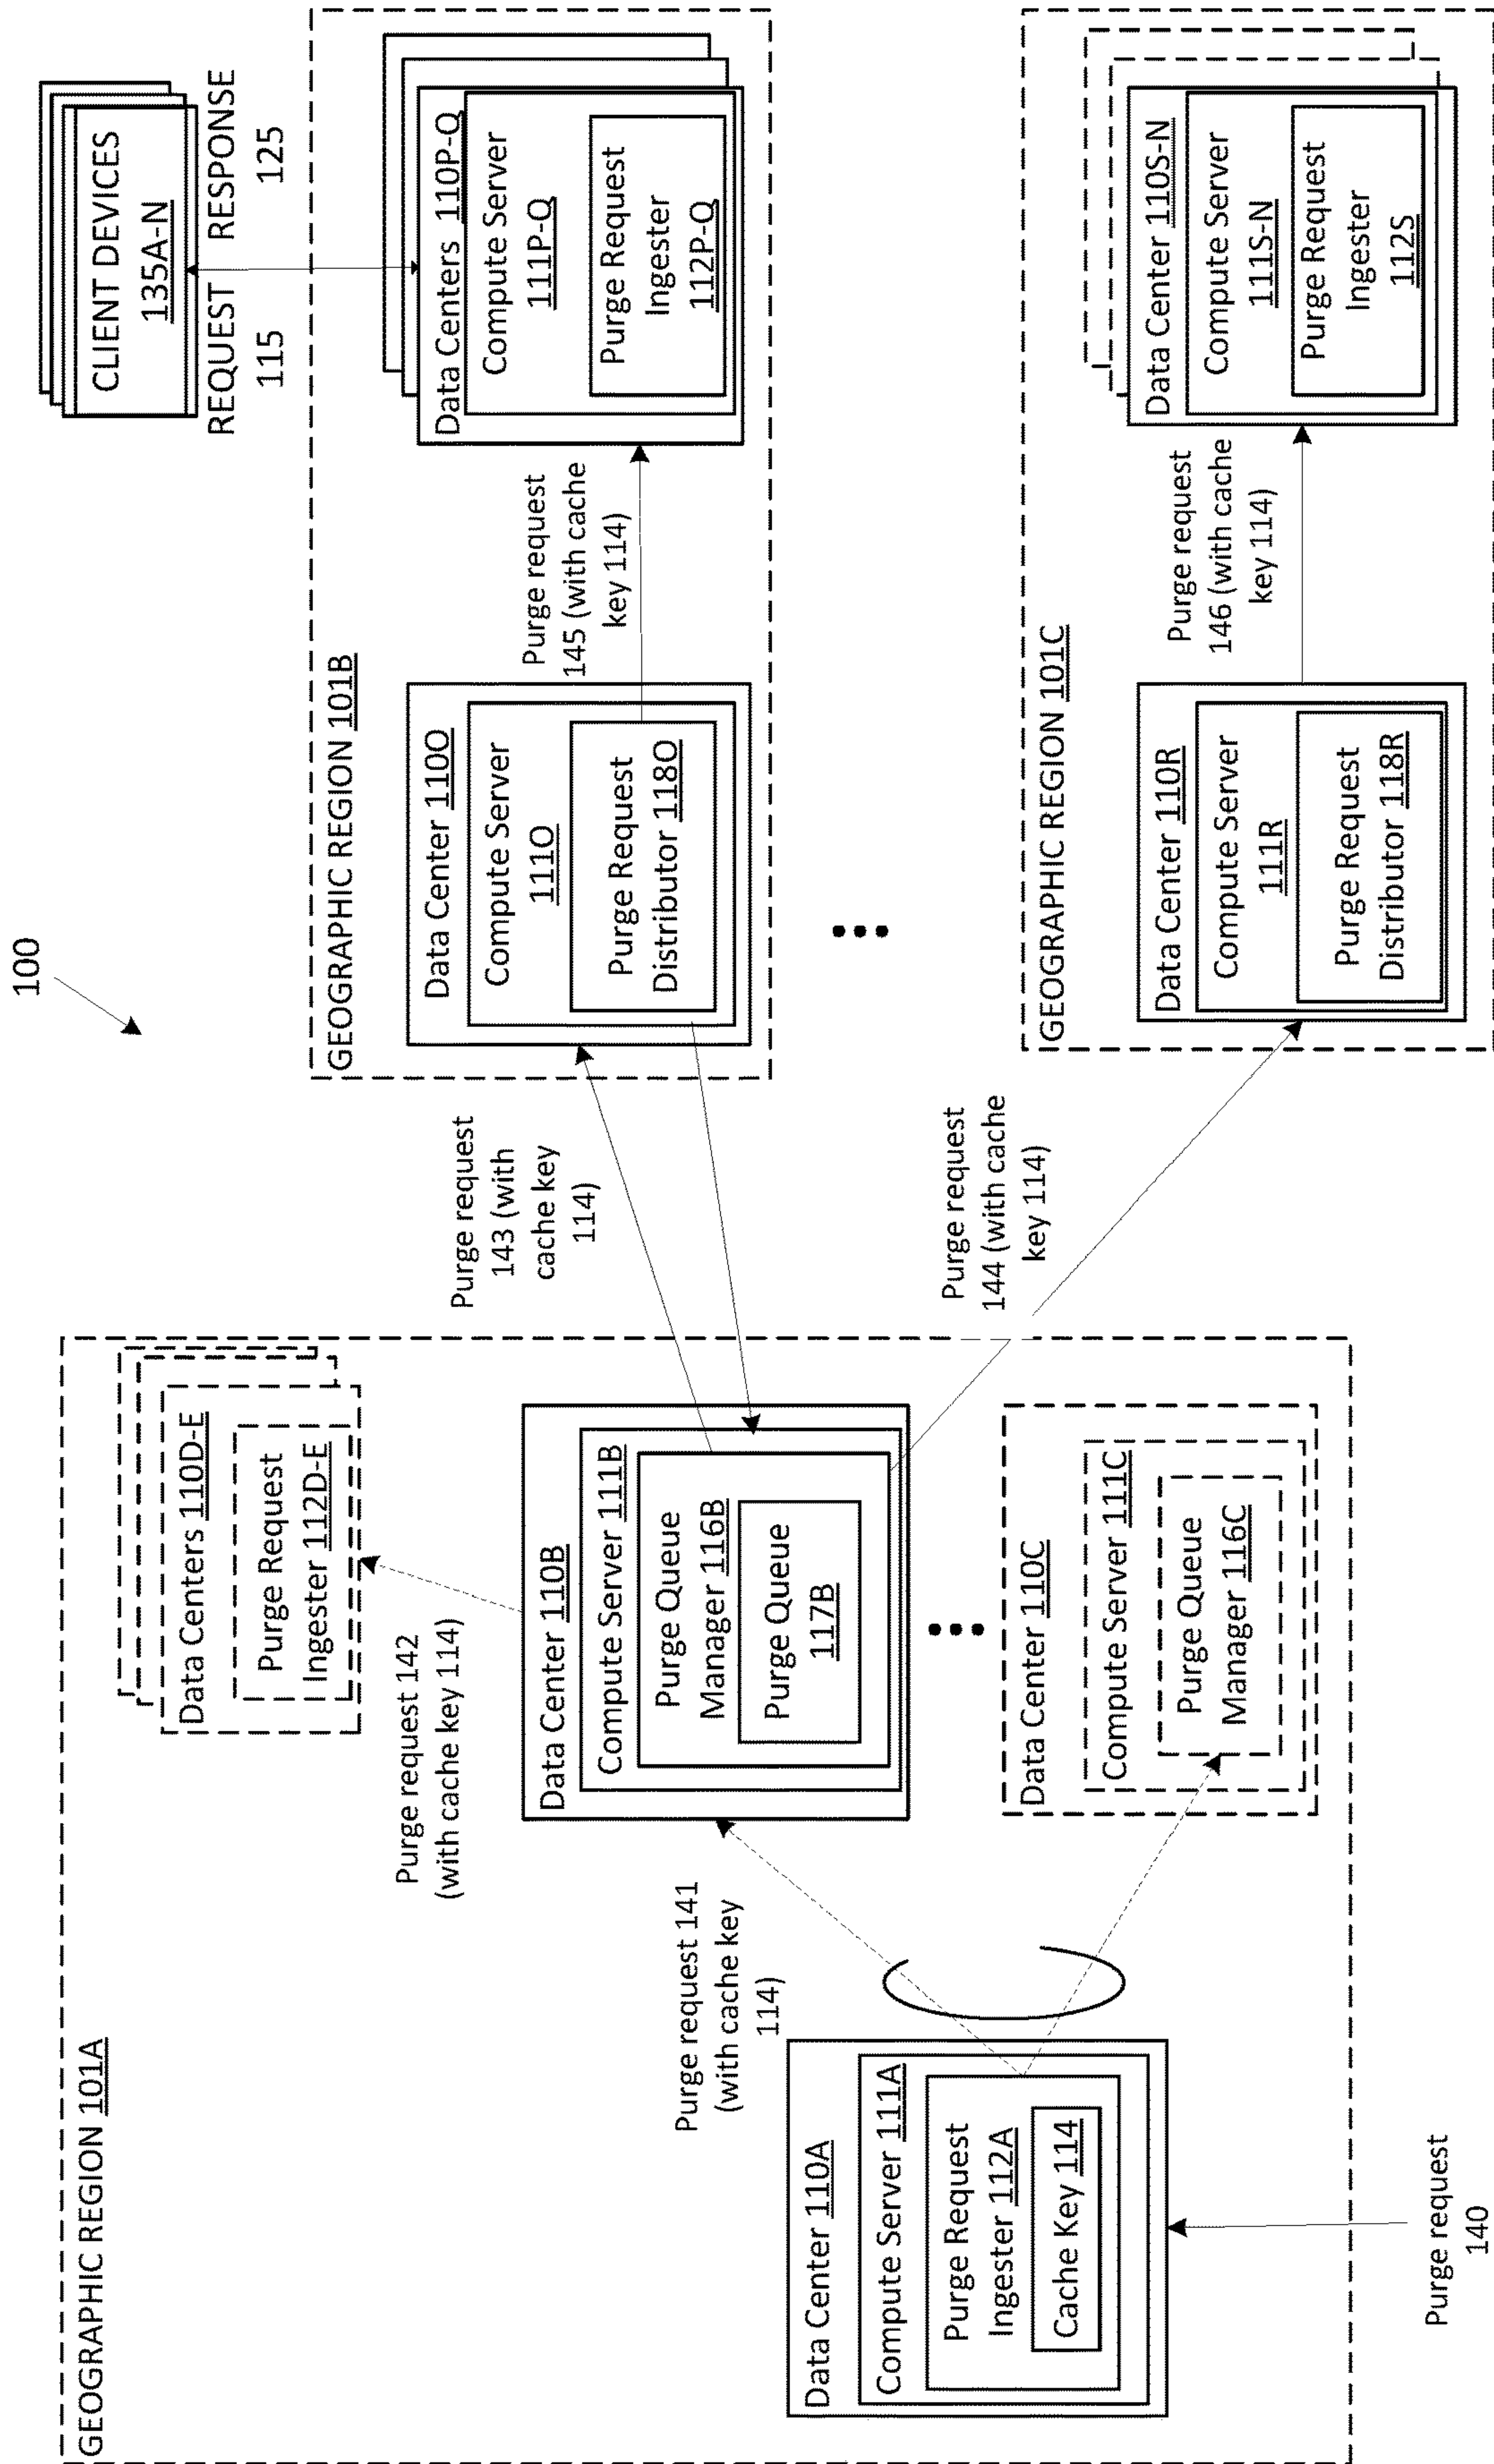 100
GEOGRAPHIC REGION 101A
Data Center 110A
Compute Server 111A
Purge Request
Ingester 112A
Cache Key 114
Purge request
140
Purge request 141
(with cache key
114)
Purge request 142
(with cache key 114)
Data Centers 110D-E
Purge Request
Ingester 112D-E
Data Center 110B
Compute Server 111B
Purge Queue
Manager 116B
Purge Queue
117B
Data Center 110C
Compute Server 111C
Purge Queue
Manager 116C
Purge request
143 (with
cache key
114)
Purge request
144 (with cache
key 114)
GEOGRAPHIC REGION 101B
Data Center 110O
Compute Server
111O
Purge Request
Distributor 118O
Purge request
145 (with cache
key 114)
Data Centers 110P-Q
Compute Server
111P-Q
Purge Request
Ingester
112P-Q
CLIENT DEVICES
135A-N
REQUEST
115
RESPONSE
125
GEOGRAPHIC REGION 101C
Data Center 110R
Compute Server
111R
Purge Request
Distributor 118R
Purge request
146 (with cache
key 114)
Data Center 110S-N
Compute Server
111S-N
Purge Request
Ingester
112S